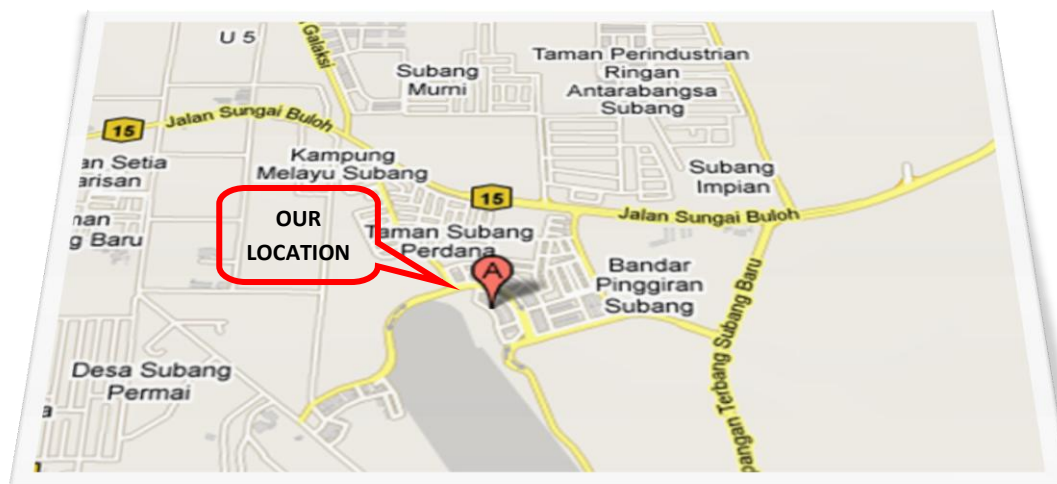 U 5
Galaksi
Subang
Murni
Taman Perindustrian
Ringan
Antarabangsa
Subang
15
Jalan Sungai Buloh
Kampung
Melayu Subang
an Setia
arisan
Subang
Impian
15
Jalan Sungai Buloh
OUR
LOCATION
man
g Baru
Taman Subang
Perdana
A
Bandar
Pinggiran
Subang
Desa Subang
Permai
a
pangan Terbang Subang Baru